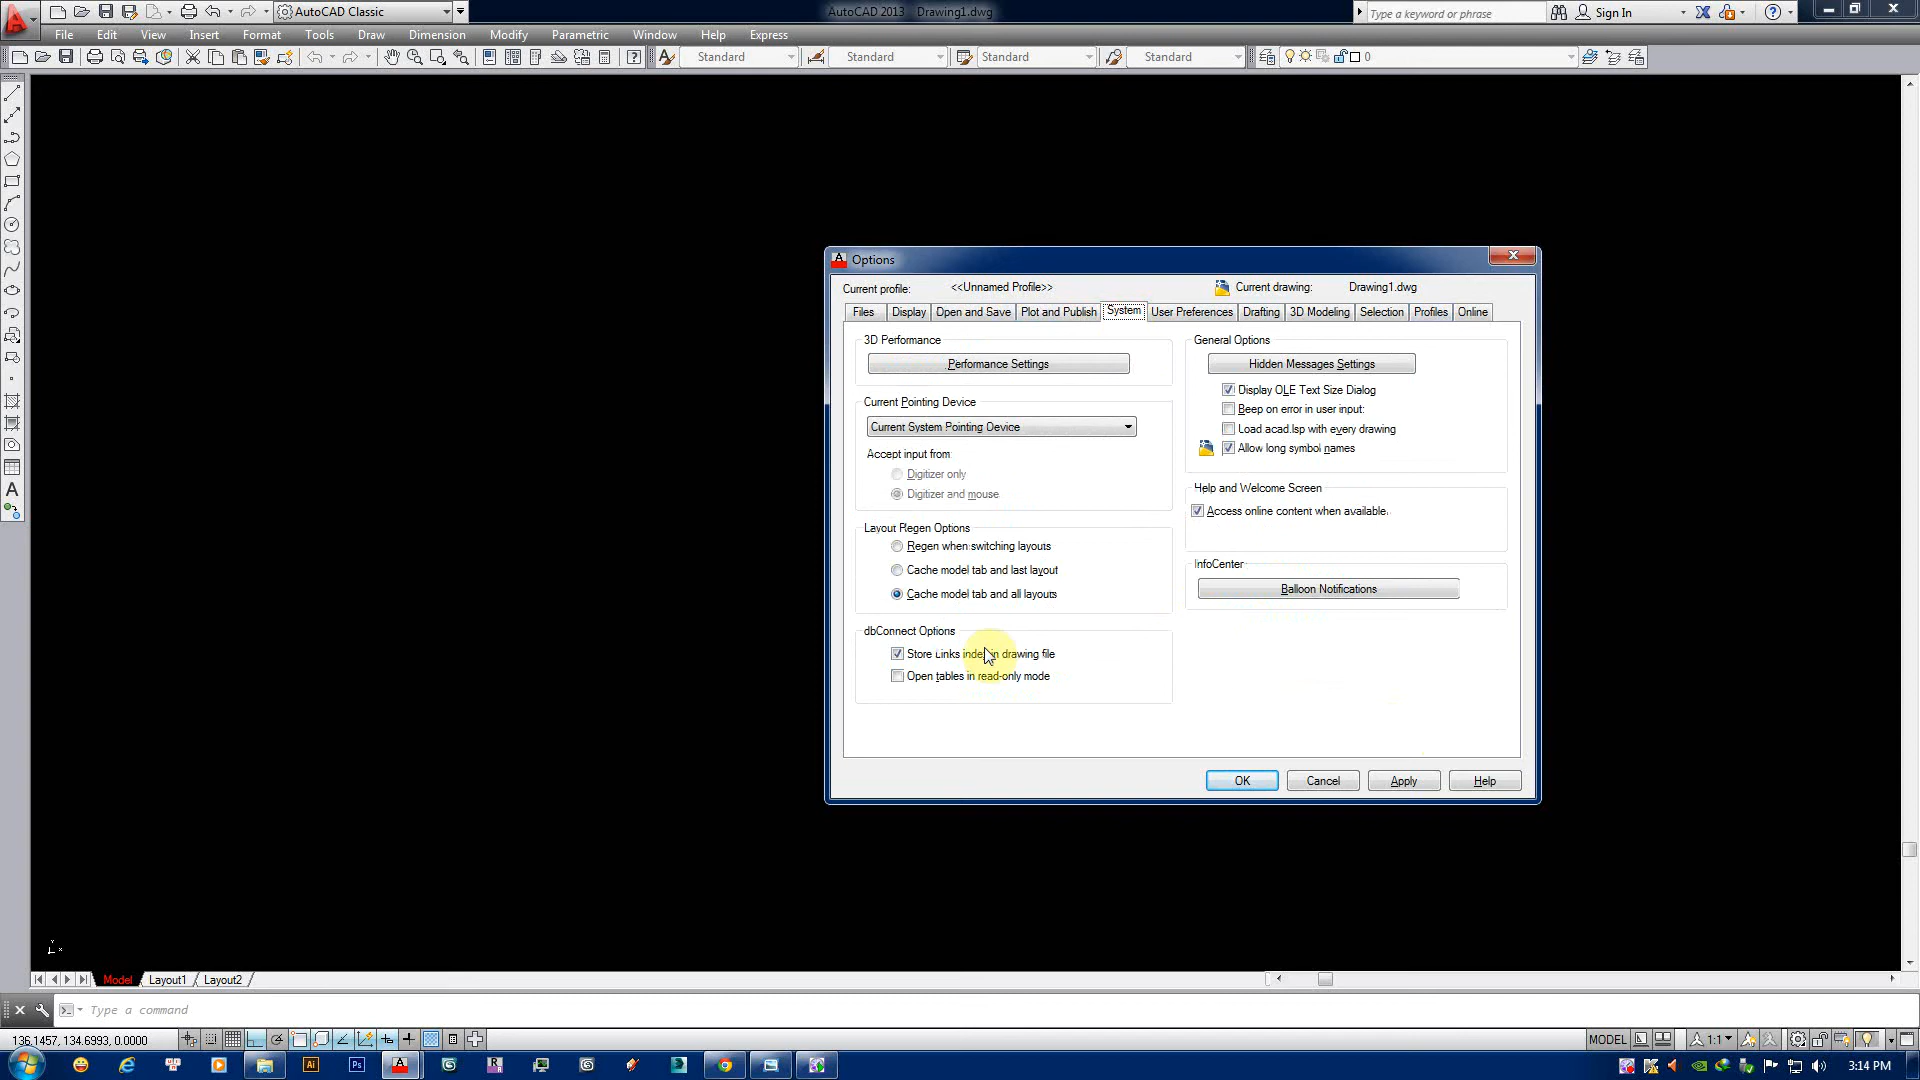 AutoCAD Classic
AutoCAD 2013 Drawing1.dwg
Type a keyword or phrase
Sign In
File Edit View Insert Format Tools Draw Dimension Modify Parametric Window Help Express
Standard Standard Standard Standard 0
Options
Current profile: <<Unnamed Profile>> Current drawing: Drawing1.dwg
Files Display Open and Save Plot and Publish System User Preferences Drafting 3D Modeling Selection Profiles Online
3D Performance
Performance Settings
Current Pointing Device
Current System Pointing Device
Accept input from:
Digitizer only
Digitizer and mouse
Layout Regen Options
Regen when switching layouts
Cache model tab and last layout
Cache model tab and all layouts
dbConnect Options
Store Links index in drawing file
Open tables in read-only mode
General Options
Hidden Messages Settings
Display OLE Text Size Dialog
Beep on error in user input:
Load acad.lsp with every drawing
Allow long symbol names
Help and Welcome Screen
Access online content when available.
InfoCenter
Balloon Notifications
OK Cancel Apply Help
Model Layout1 Layout2
Type a command
136.1457, 134.6993, 0.0000
MODEL 1:1
3:14 PM